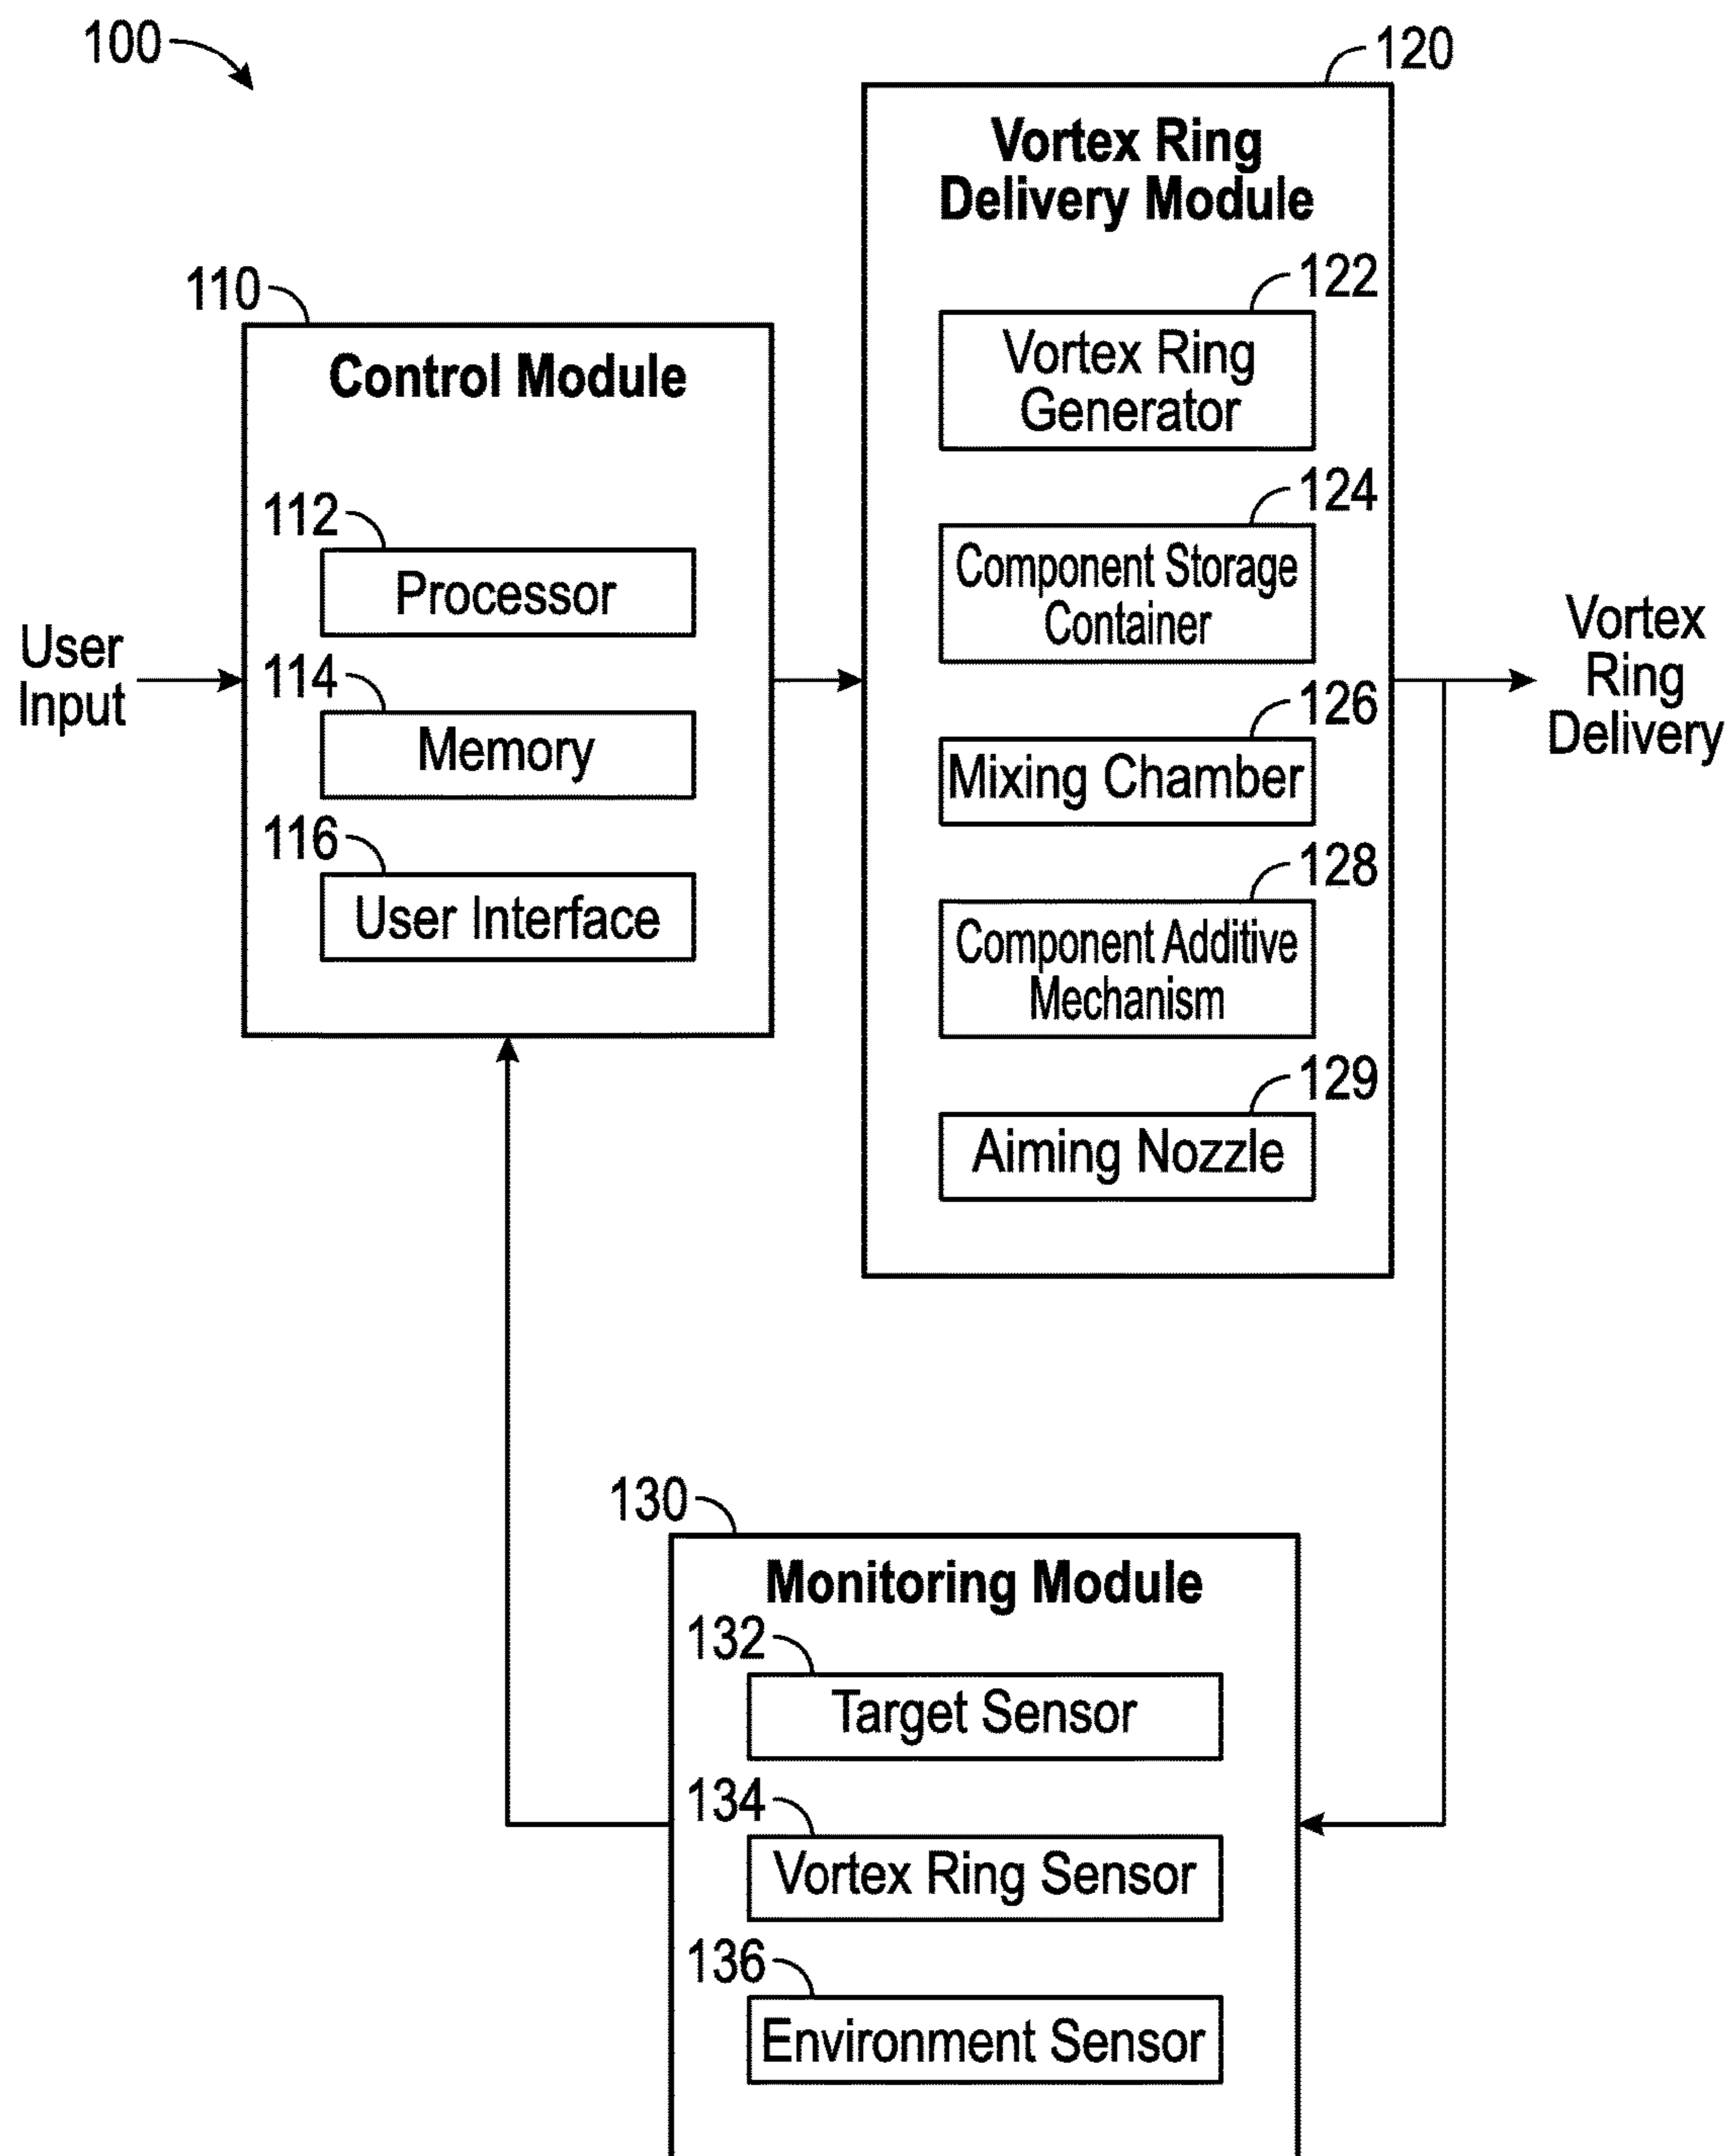 100
120
Vortex Ring
Delivery Module
122
Vortex Ring
Generator
124
Component Storage
Container
126
Mixing Chamber
128
Component Additive
Mechanism
129
Aiming Nozzle
110
Control Module
112
Processor
114
Memory
116
User Interface
User
Input
Vortex
Ring
Delivery
130
Monitoring Module
132
Target Sensor
134
Vortex Ring Sensor
136
Environment Sensor